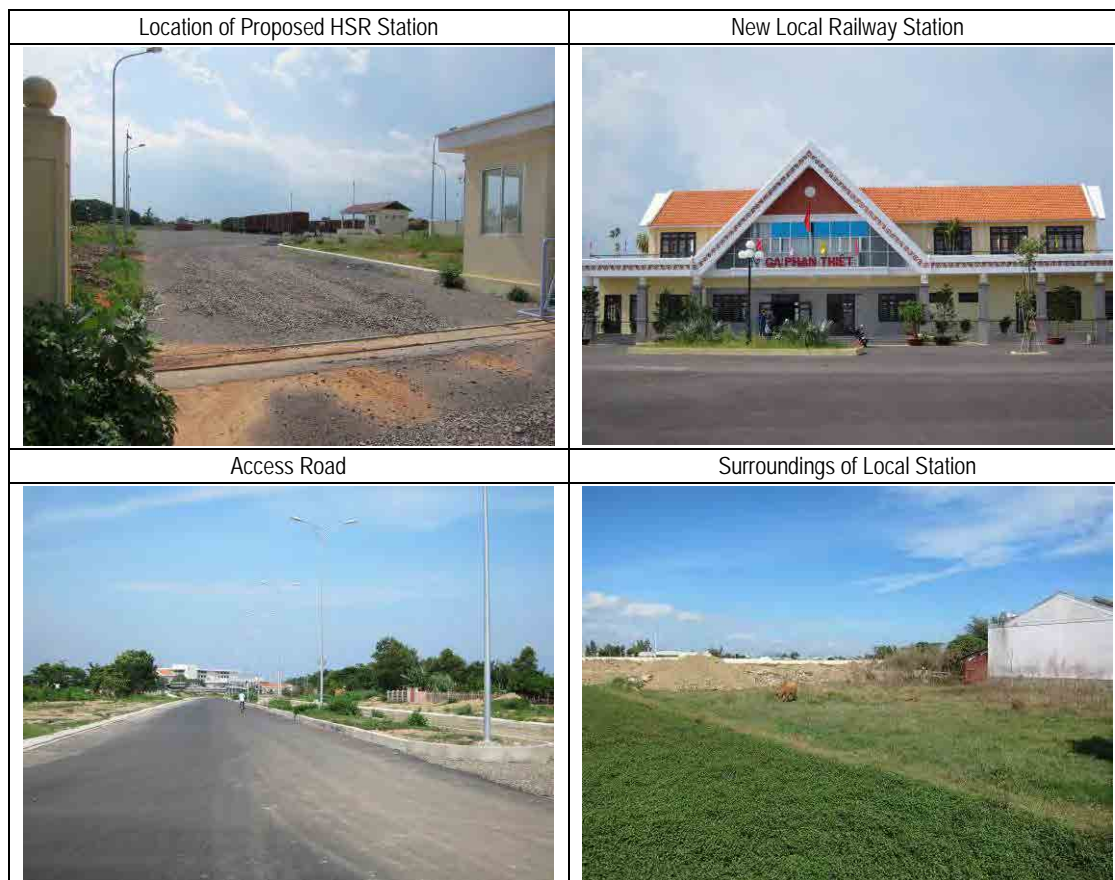 Location of Proposed HSR Station
New Local Railway Station
GA PHAN THIẾT
Access Road
Surroundings of Local Station